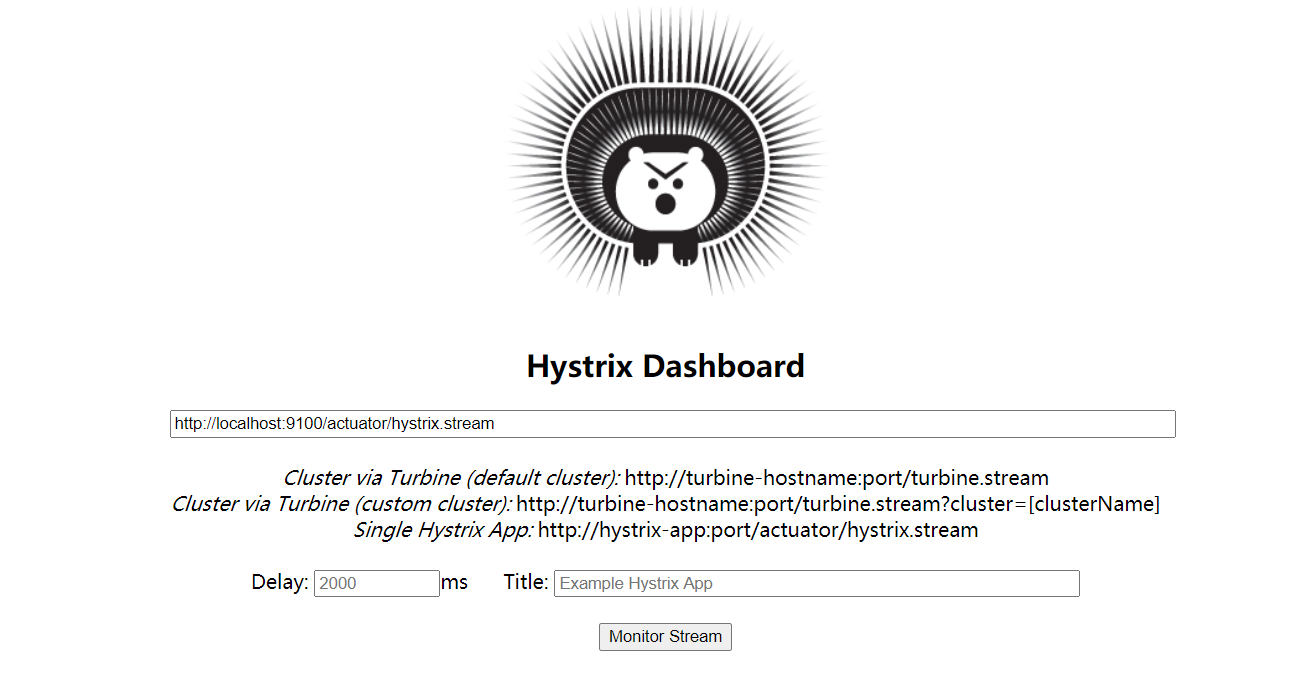 Hystrix Dashboard
http://localhost:9100/actuator/hystrix.stream
Cluster via Turbine (default cluster): http://turbine-hostname:port/turbine.stream
Cluster via Turbine (custom cluster): http://turbine-hostname:port/turbine.stream?cluster=[clusterName]
Single Hystrix App: http://hystrix-app:port/actuator/hystrix.stream
Delay: 2000 ms Title: Example Hystrix App
Monitor Stream